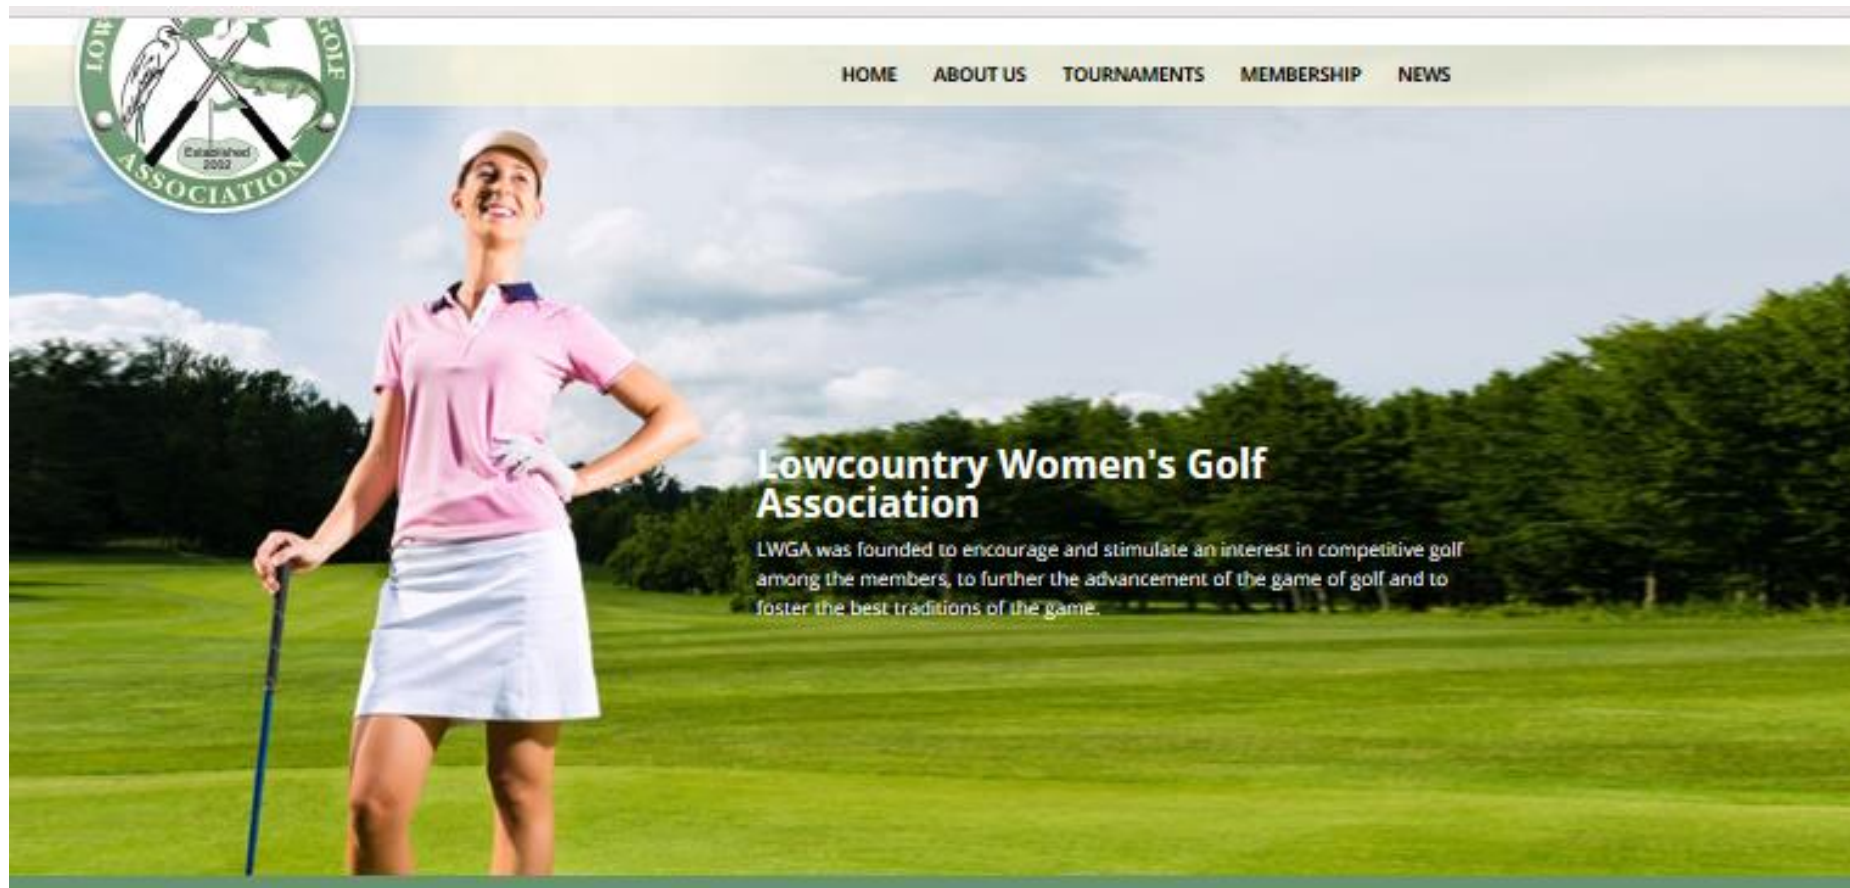 LOW
GOLF
ASSOCIATION
Established
2002
HOME ABOUT US TOURNAMENTS MEMBERSHIP NEWS
Lowcountry Women's Golf
Association
LWGA was founded to encourage and stimulate an interest in competitive golf
among the members, to further the advancement of the game of golf and to
foster the best traditions of the game.